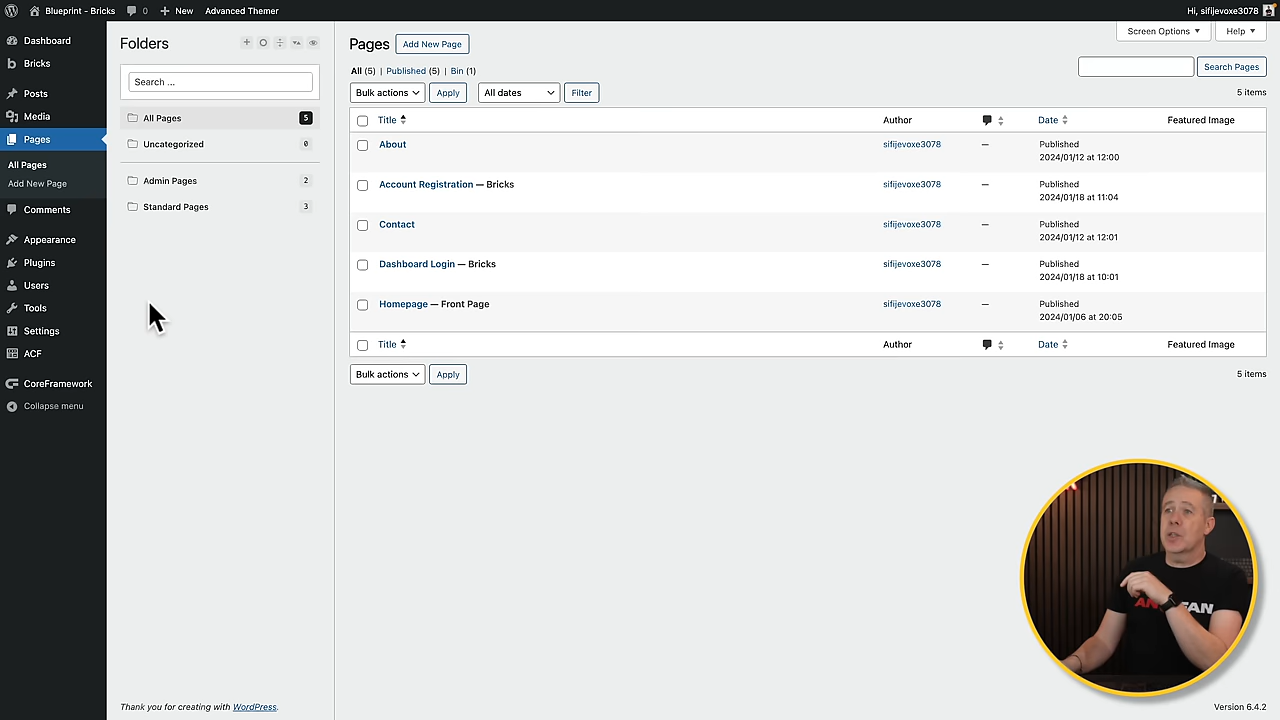 Blueprint - Bricks 0 New Advanced Themer Hi, sifijevoxe3078
Dashboard
Bricks
Posts
Media
Pages
All Pages
Add New Page
Comments
Appearance
Plugins
Users
Tools
Settings
ACF
CoreFramework
Collapse menu
Folders
Search ...
All Pages 5
Uncategorized 0
Admin Pages 2
Standard Pages 3
Thank you for creating with WordPress.
Screen Options Help
Pages Add New Page
All (5) | Published (5) | Bin (1) Search Pages
Bulk actions Apply All dates Filter 5 items
Title Author Date Featured Image
About sifijevoxe3078 — Published
2024/01/12 at 12:00
Account Registration — Bricks sifijevoxe3078 — Published
2024/01/18 at 11:04
Contact sifijevoxe3078 — Published
2024/01/12 at 12:01
Dashboard Login — Bricks sifijevoxe3078 — Published
2024/01/18 at 10:01
Homepage — Front Page sifijevoxe3078 — Published
2024/01/06 at 20:05
Title Author Date Featured Image
Bulk actions Apply 5 items
Version 6.4.2